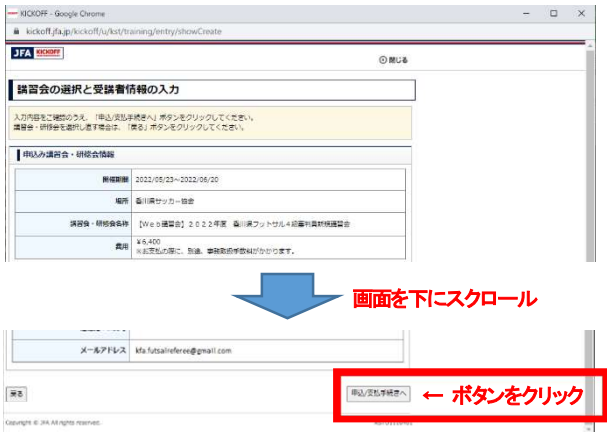 KICKOFF - Google Chrome
kickoff.jfa.jp/kickoff/u/kst/training/entry/showCreate
JFA KICKOFF
閉じる
講習会の選択と受講者情報の入力
入力内容をご確認のうえ、「申込/支払手続きへ」ボタンをクリックしてください。
講習会・研修会を選択し直す場合は、「戻る」ボタンをクリックしてください。
申込み講習会・研修会情報
開催期間 2022/05/23～2022/06/20
場所 香川県サッカー協会
講習会・研修会名称 【Web講習会】２０２２年度 香川県フットサル４級審判員新規講習会
費用 ¥6,400
※お支払の際に、別途、事務取扱手数料がかかります。
画面を下にスクロール
メールアドレス kfa.futsalreferee@gmail.com
戻る
申込/支払手続きへ
← ボタンをクリック
Copyright © JFA All rights reserved.